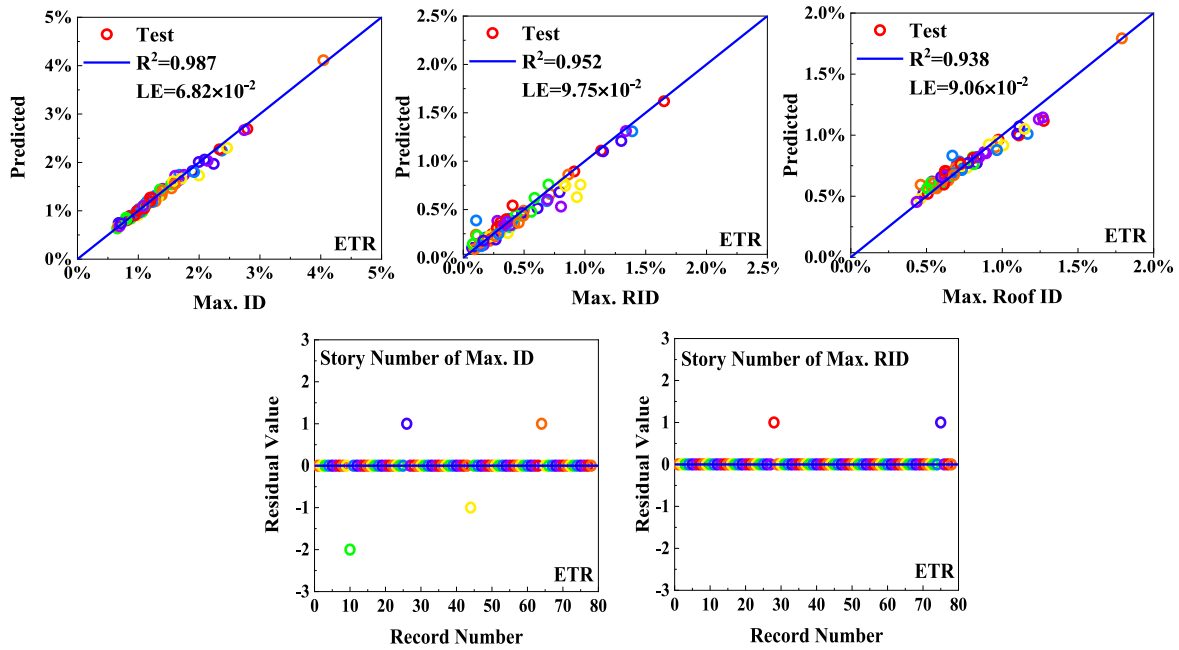 5%
4%
3%
2%
1%
0%
Predicted
Test
R²=0.987
LE=6.82×10⁻²
ETR
0%
1%
2%
3%
4%
5%
Max. ID
2.5%
2.0%
1.5%
1.0%
0.5%
0.0%
Predicted
Test
R²=0.952
LE=9.75×10⁻²
ETR
0.0%
0.5%
1.0%
1.5%
2.0%
2.5%
Max. RID
2.0%
1.5%
1.0%
0.5%
0.0%
Predicted
Test
R²=0.938
LE=9.06×10⁻²
ETR
0.0%
0.5%
1.0%
1.5%
2.0%
Max. Roof ID
3
2
1
0
-1
-2
-3
Residual Value
Story Number of Max. ID
ETR
0
10
20
30
40
50
60
70
80
Record Number
3
2
1
0
-1
-2
-3
Residual Value
Story Number of Max. RID
ETR
0
10
20
30
40
50
60
70
80
Record Number